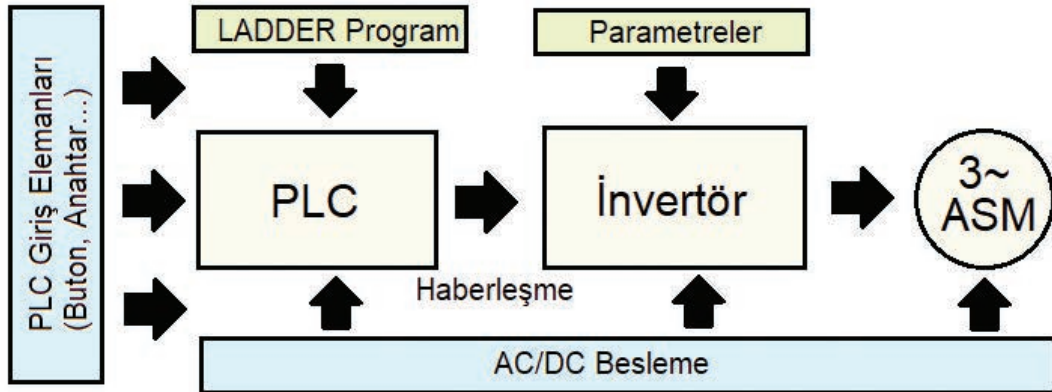 PLC Giriş Elemanları
(Buton, Anahtar...)
LADDER Program
Parametreler
PLC
İnvertör
3~
ASM
Haberleşme
AC/DC Besleme